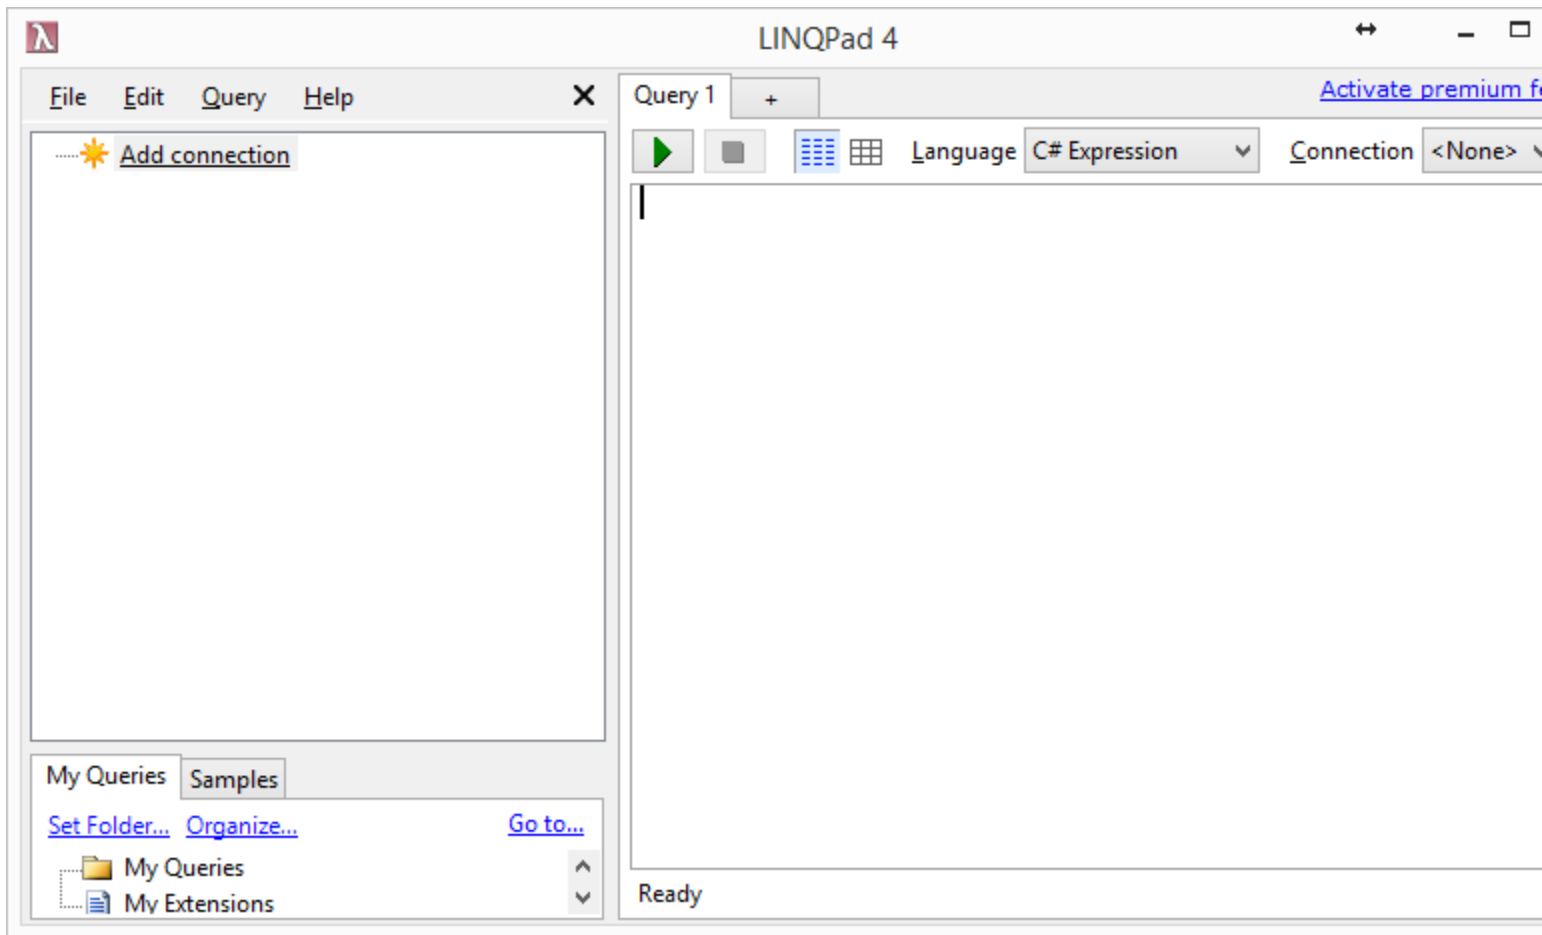 LINQPad 4
File Edit Query Help
Add connection
My Queries Samples
Set Folder... Organize... Go to...
My Queries
My Extensions
Query 1 +
Activate premium
Language C# Expression Connection <None>
Ready